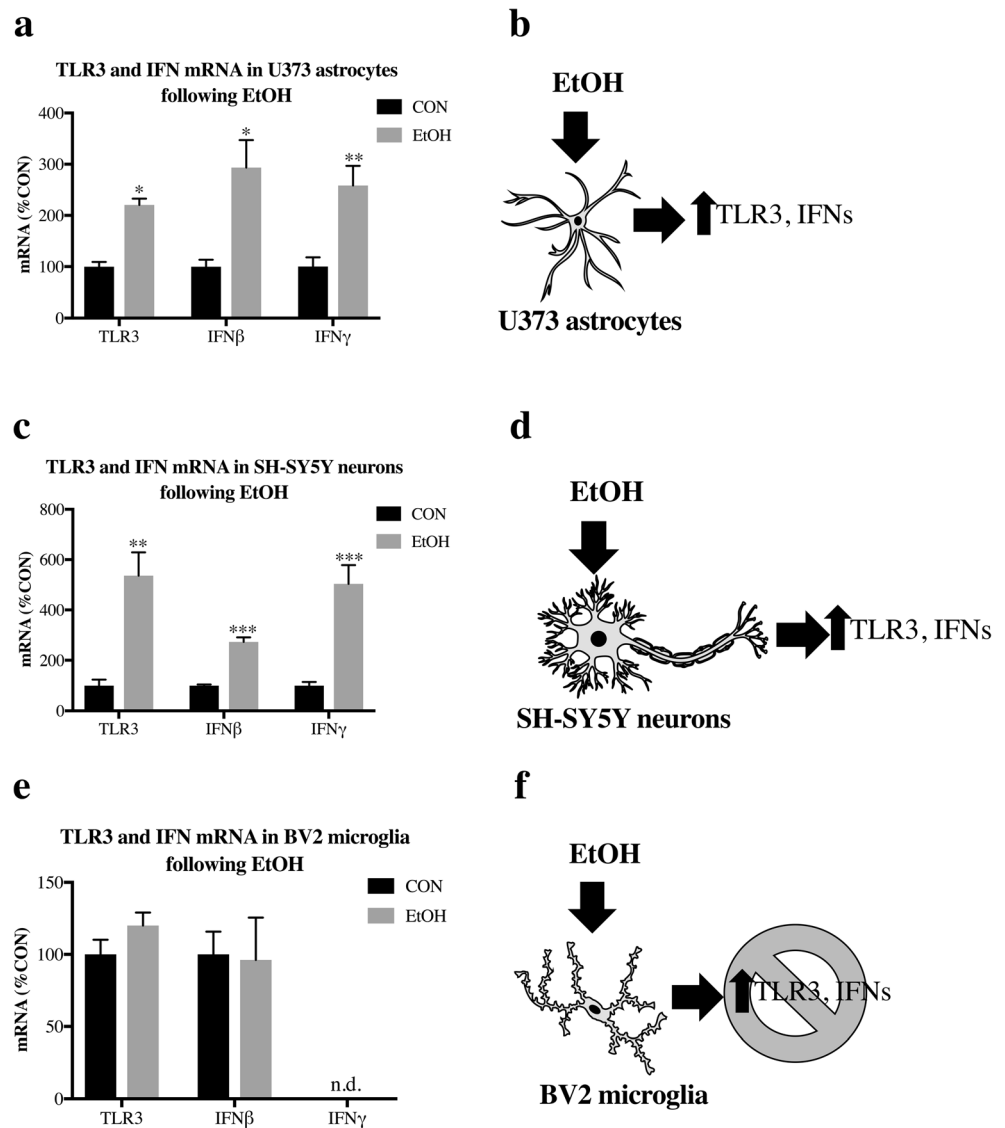 a
TLR3 and IFN mRNA in U373 astrocytes
following EtOH
CON
EtOH
mRNA (%CON)
400
300
200
100
0
*
*
**
TLR3
IFNβ
IFNγ
b
EtOH
TLR3, IFNs
U373 astrocytes
c
TLR3 and IFN mRNA in SH-SY5Y neurons
following EtOH
CON
EtOH
mRNA (%CON)
800
600
400
200
0
**
***
***
TLR3
IFNβ
IFNγ
d
EtOH
TLR3, IFNs
SH-SY5Y neurons
e
TLR3 and IFN mRNA in BV2 microglia
following EtOH
CON
EtOH
mRNA (%CON)
150
100
50
0
n.d.
TLR3
IFNβ
IFNγ
f
EtOH
TLR3, IFNs
BV2 microglia